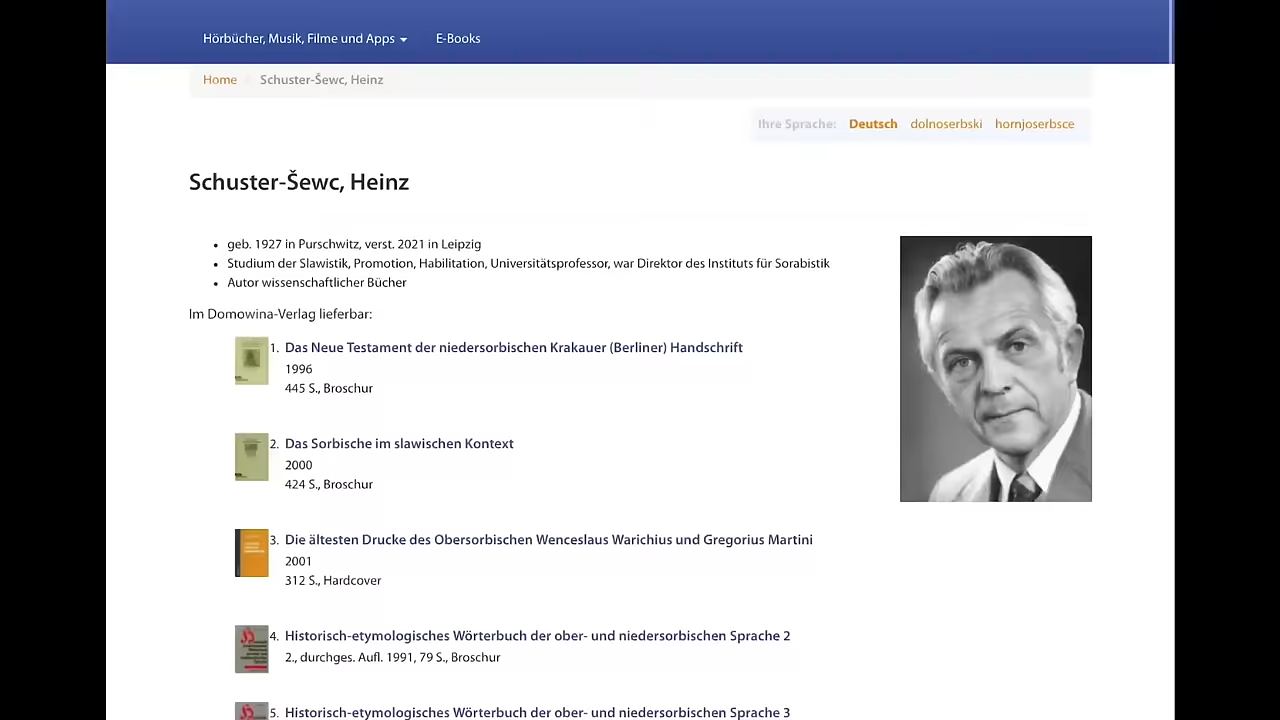 Hörbücher, Musik, Filme und Apps E-Books
Home Schuster-Šewc, Heinz
Ihre Sprache: Deutsch dolnoserbski hornjoserbsce
Schuster-Šewc, Heinz
• geb. 1927 in Purschwitz, verst. 2021 in Leipzig
• Studium der Slawistik, Promotion, Habilitation, Universitätsprofessor, war Direktor des Instituts für Sorabistik
• Autor wissenschaftlicher Bücher
Im Domowina-Verlag lieferbar:
1. Das Neue Testament der niedersorbischen Krakauer (Berliner) Handschrift
1996
445 S., Broschur
2. Das Sorbische im slawischen Kontext
2000
424 S., Broschur
3. Die ältesten Drucke des Obersorbischen Wenceslaus Warichius und Gregorius Martini
2001
312 S., Hardcover
4. Historisch-etymologisches Wörterbuch der ober- und niedersorbischen Sprache 2
2., durchges. Aufl. 1991, 79 S., Broschur
5. Historisch-etymologisches Wörterbuch der ober- und niedersorbischen Sprache 3